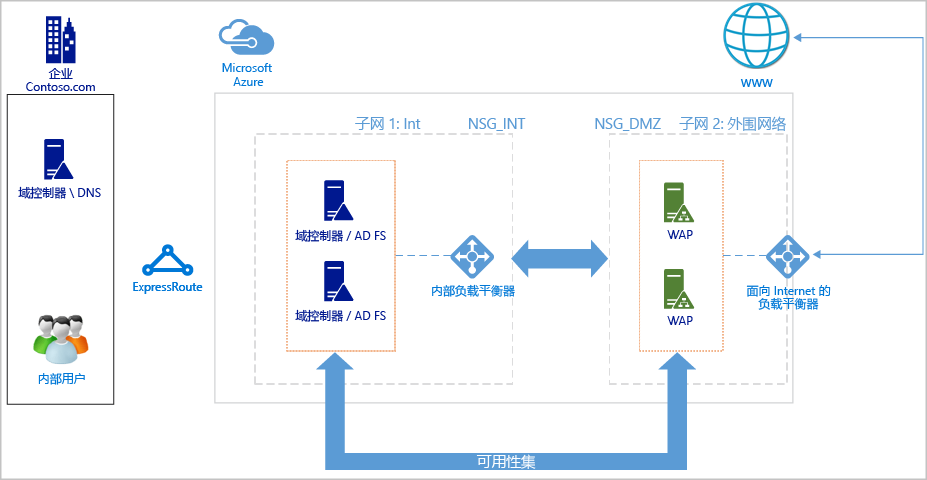 企业
Contoso.com
Microsoft
Azure
www
子网 1: Int
NSG_INT
NSG_DMZ
子网 2: 外围网络
域控制器 \ DNS
域控制器 / AD FS
域控制器 / AD FS
内部负载平衡器
WAP
WAP
面向 Internet 的
负载平衡器
ExpressRoute
内部用户
可用性集